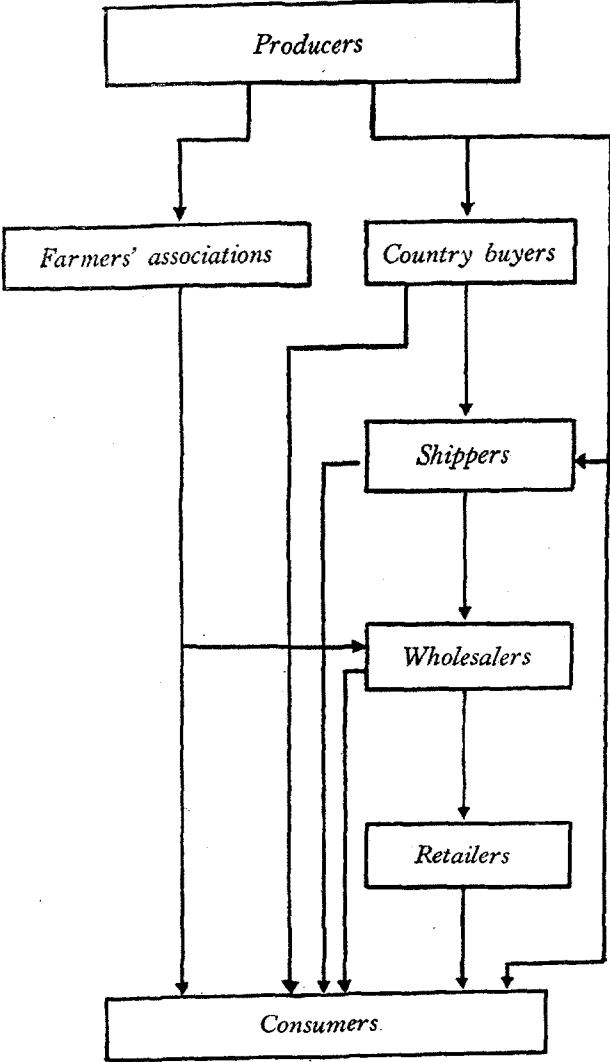 Producers
Farmers' associations
Country buyers
Shippers
Wholesalers
Retailers
Consumers